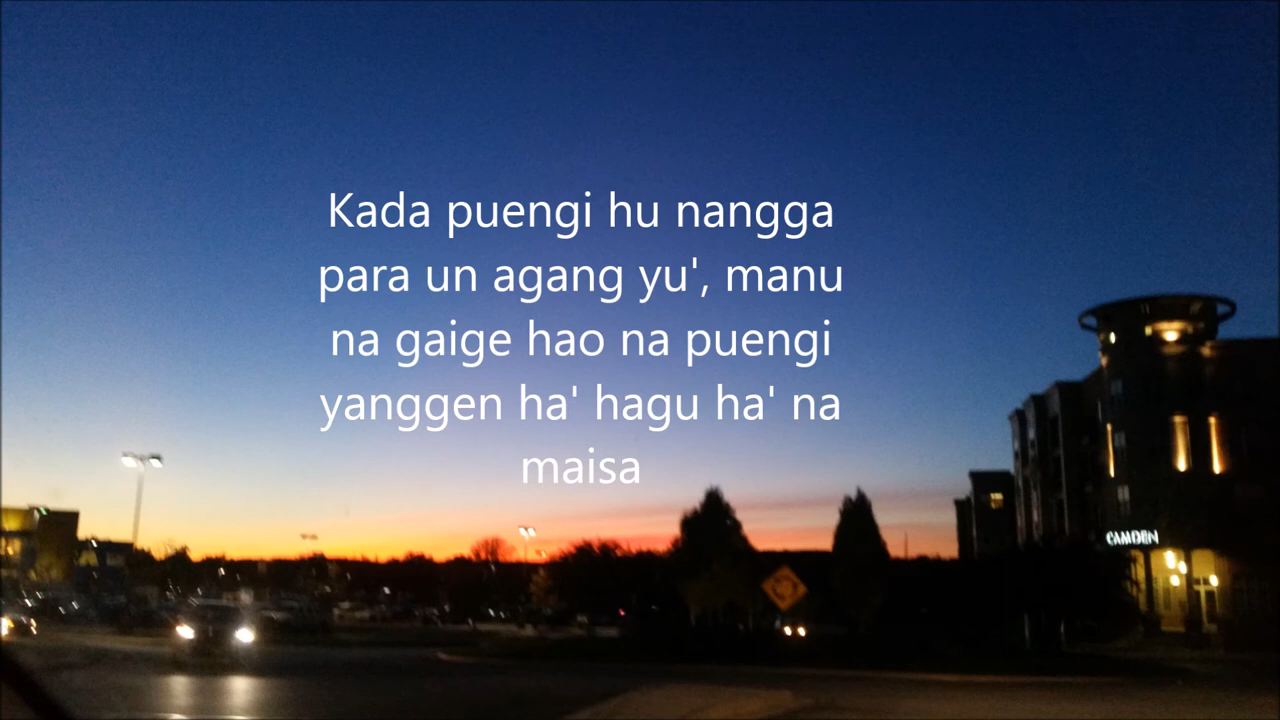 Kada puengi hu nangga
para un agang yu', manu
na gaige hao na puengi
yanggen ha' hagu ha' na
maisa
CAMDEN